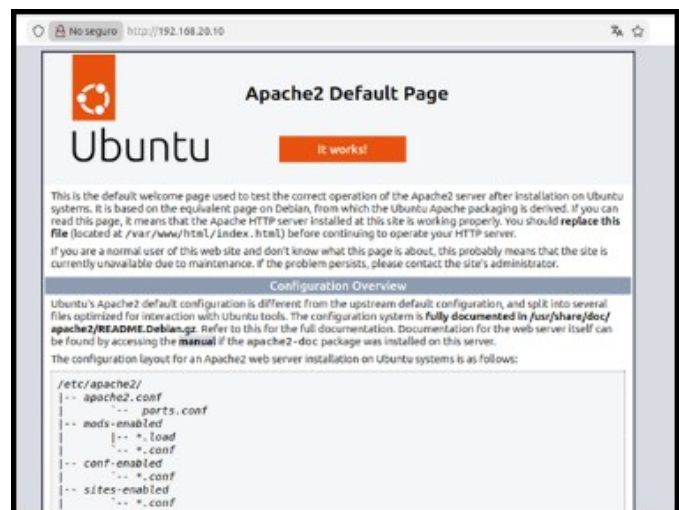 No seguro http://192.168.20.10
Apache2 Default Page
Ubuntu
It works!
This is the default welcome page used to test the correct operation of the Apache2 server after installation on Ubuntu
systems. It is based on the equivalent page on Debian, from which the Ubuntu Apache packaging is derived. If you can
read this page, it means that the Apache HTTP server installed at this site is working properly. You should replace this
file (located at /var/www/html/index.html) before continuing to operate your HTTP server.
If you are a normal user of this web site and don't know what this page is about, this probably means that the site is
currently unavailable due to maintenance. If the problem persists, please contact the site's administrator.
Configuration Overview
Ubuntu's Apache2 default configuration is different from the upstream default configuration, and split into several
files optimized for interaction with Ubuntu tools. The configuration system is fully documented in /usr/share/doc/
apache2/README.Debian.gz. Refer to this for the full documentation. Documentation for the web server itself can
be found by accessing the manual if the apache2-doc package was installed on this server.
The configuration layout for an Apache2 web server installation on Ubuntu systems is as follows:
/etc/apache2/
|-- apache2.conf
|       `--  ports.conf
|-- mods-enabled
|       |-- *.load
|       `-- *.conf
|-- conf-enabled
|       `-- *.conf
|-- sites-enabled
|       `-- *.conf